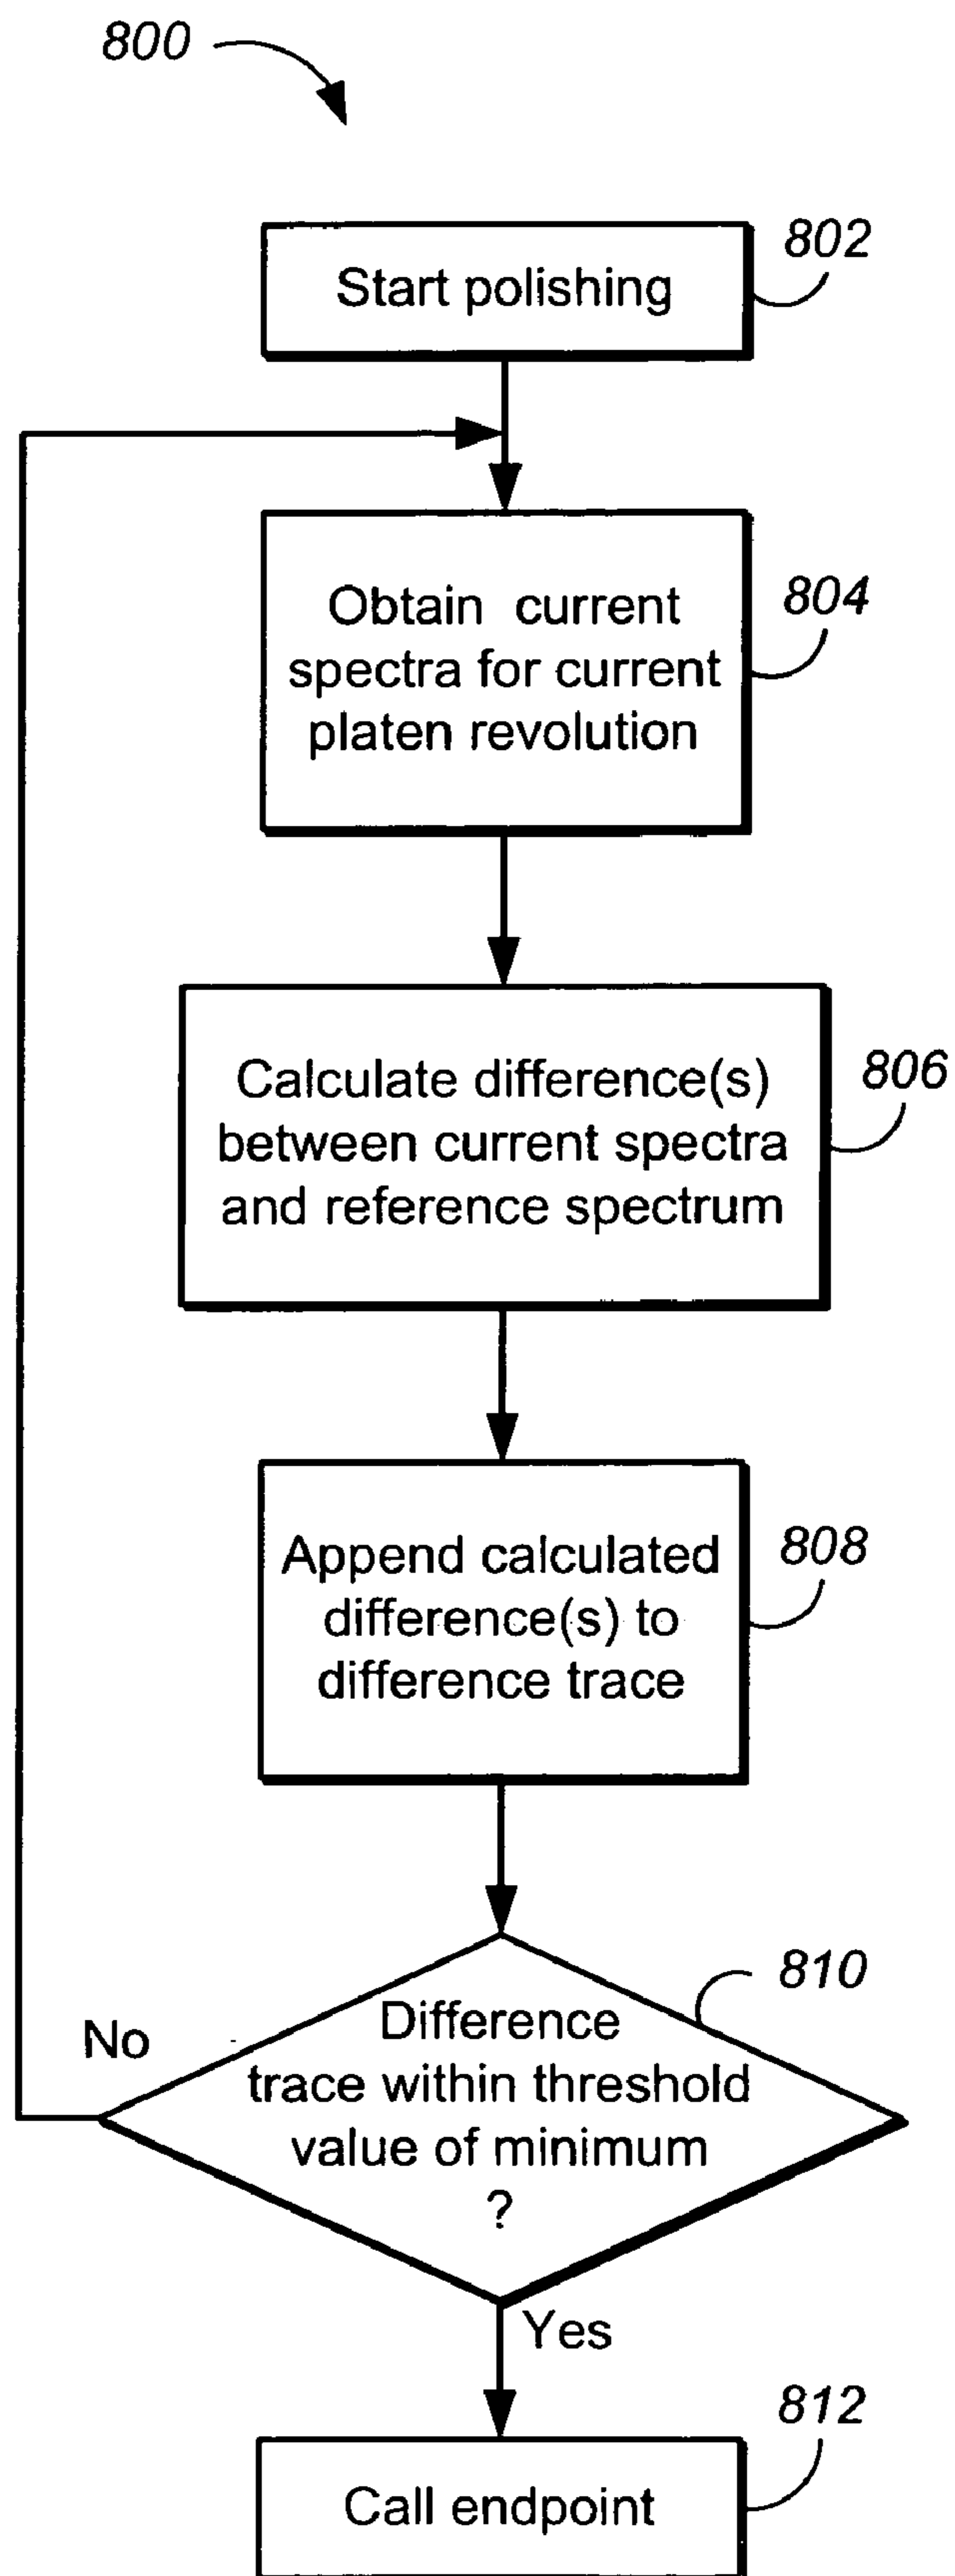 800
802
Start polishing
804
Obtain current
spectra for current
platen revolution
806
Calculate difference(s)
between current spectra
and reference spectrum
808
Append calculated
difference(s) to
difference trace
810
No
Difference
trace within threshold
value of minimum
?
Yes
812
Call endpoint